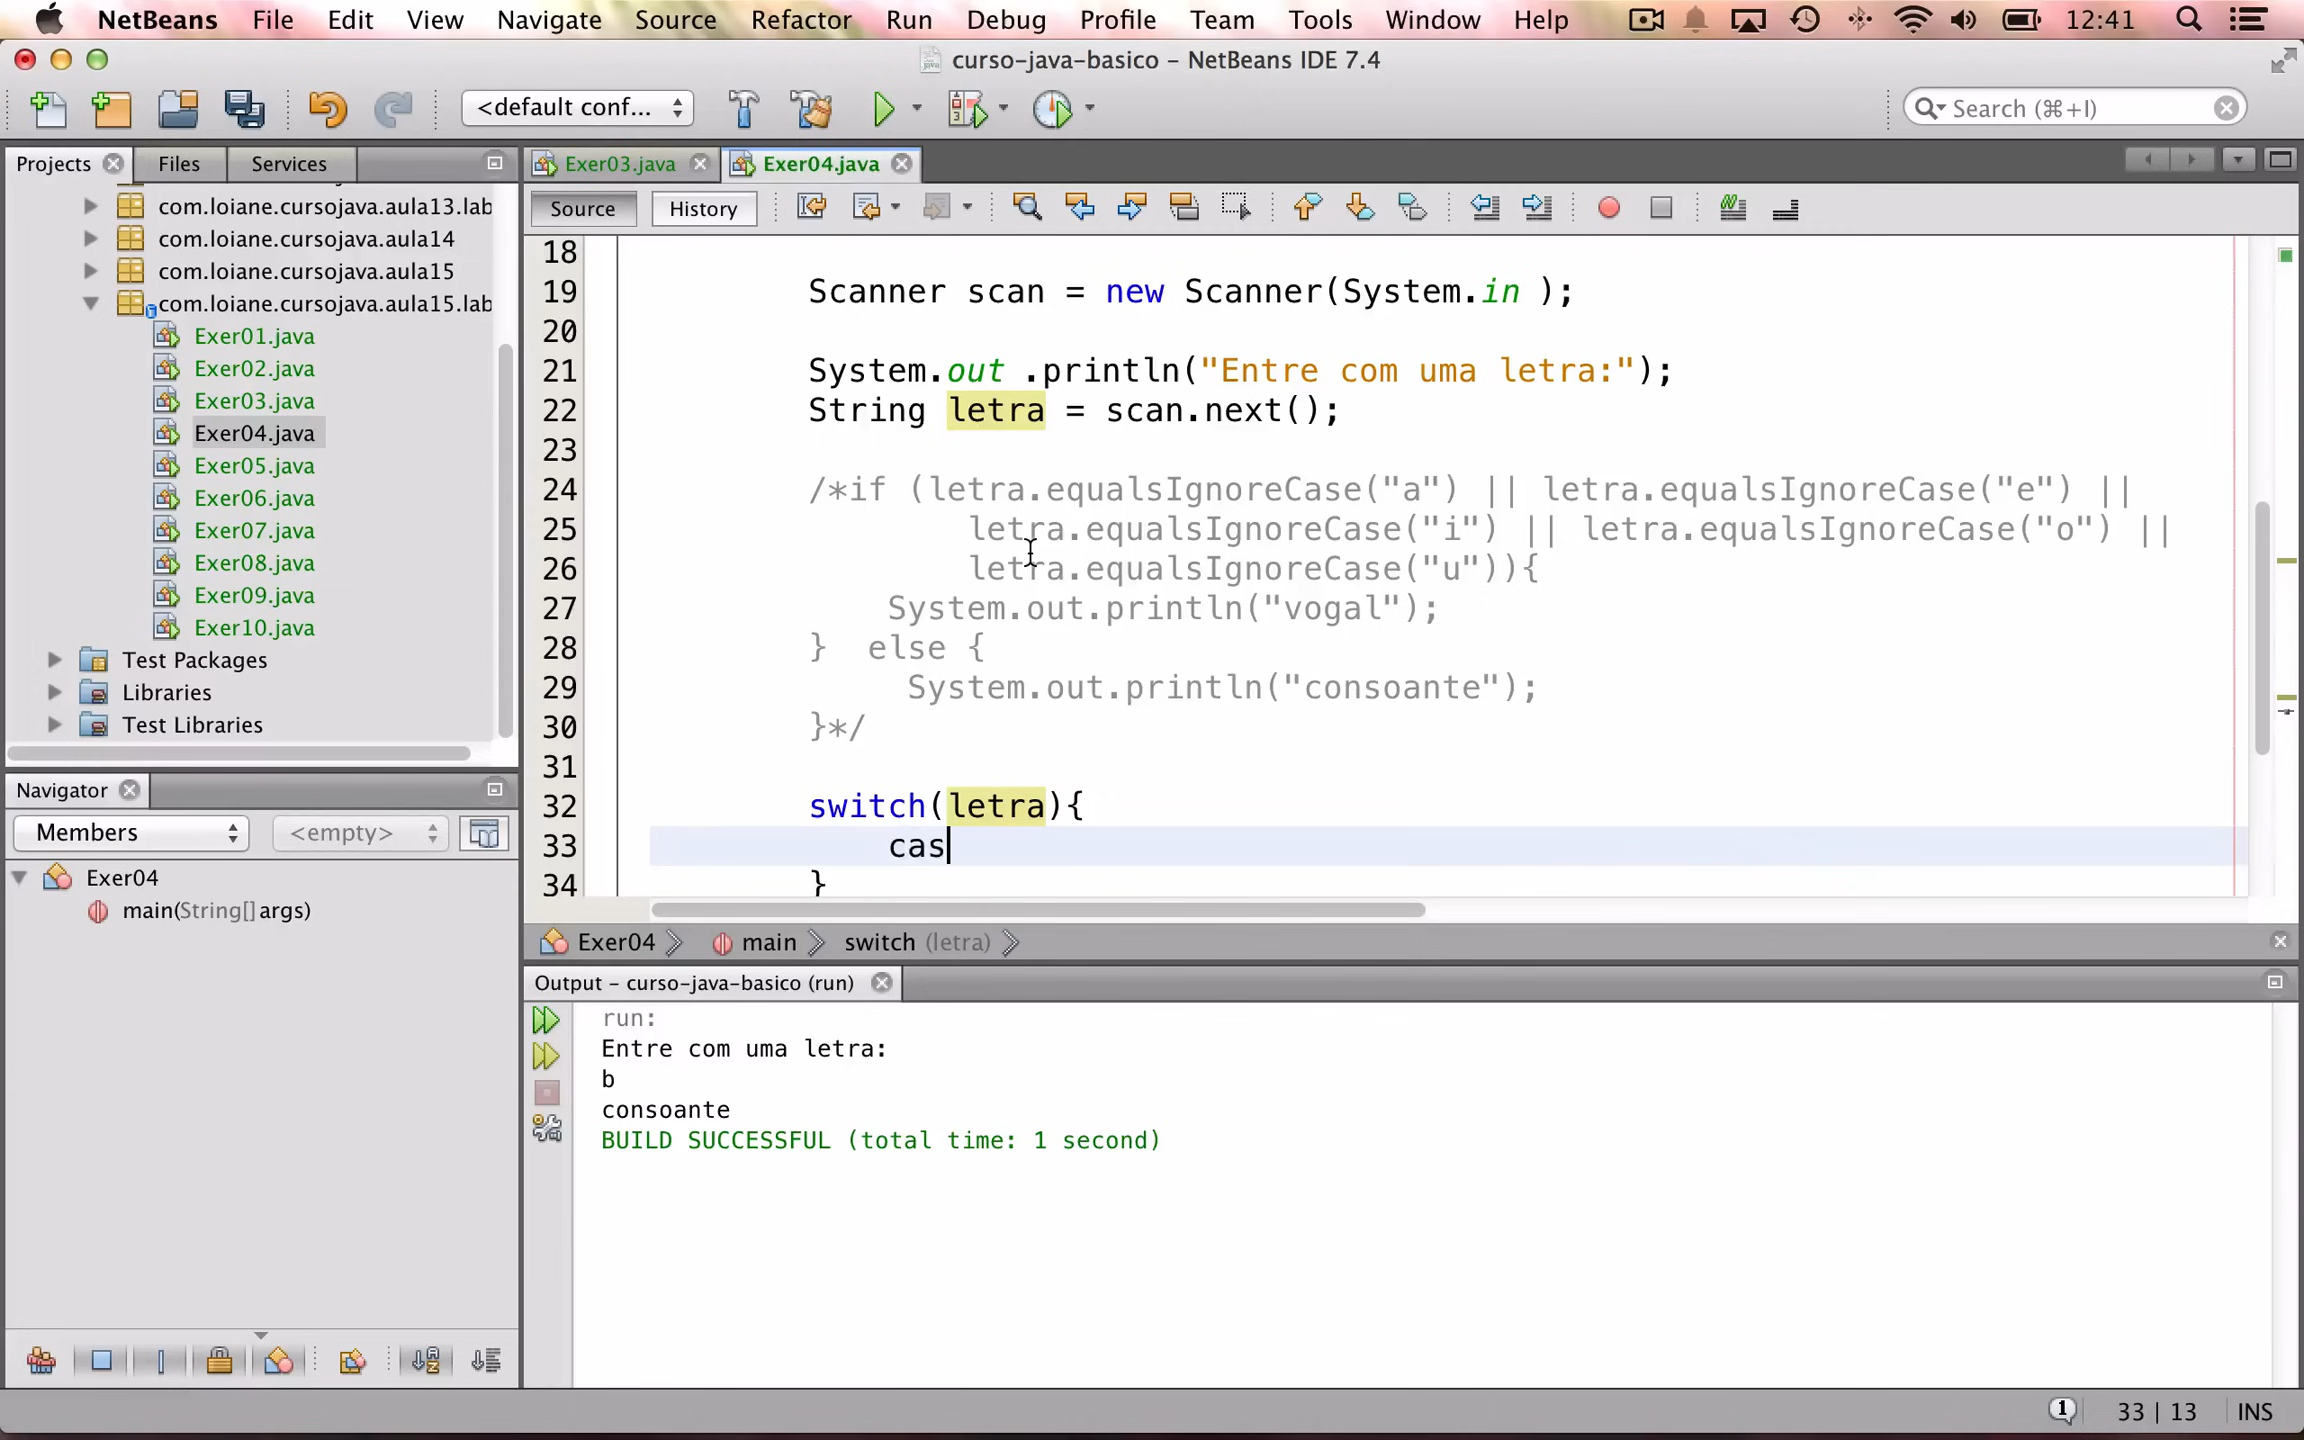 NetBeans File Edit View Navigate Source Refactor Run Debug Profile Team Tools Window Help 12:41
curso-java-basico – NetBeans IDE 7.4
<default conf... Search (⌘+I)
Projects Files Services
com.loiane.cursojava.aula13.lab
com.loiane.cursojava.aula14
com.loiane.cursojava.aula15
com.loiane.cursojava.aula15.lab
Exer01.java
Exer02.java
Exer03.java
Exer04.java
Exer05.java
Exer06.java
Exer07.java
Exer08.java
Exer09.java
Exer10.java
Test Packages
Libraries
Test Libraries
Navigator
Members <empty>
Exer04
main(String[] args)
Exer03.java Exer04.java
Source History
18
19 Scanner scan = new Scanner(System.in );
20
21 System.out .println("Entre com uma letra:");
22 String letra = scan.next();
23
24 /*if (letra.equalsIgnoreCase("a") || letra.equalsIgnoreCase("e") ||
25 letra.equalsIgnoreCase("i") || letra.equalsIgnoreCase("o") ||
26 letra.equalsIgnoreCase("u")){
27 System.out.println("vogal");
28 } else {
29 System.out.println("consoante");
30 }*/
31
32 switch(letra){
33 cas
34 }
Exer04 main switch (letra)
Output – curso-java-basico (run)
run:
Entre com uma letra:
b
consoante
BUILD SUCCESSFUL (total time: 1 second)
1 33 | 13 INS